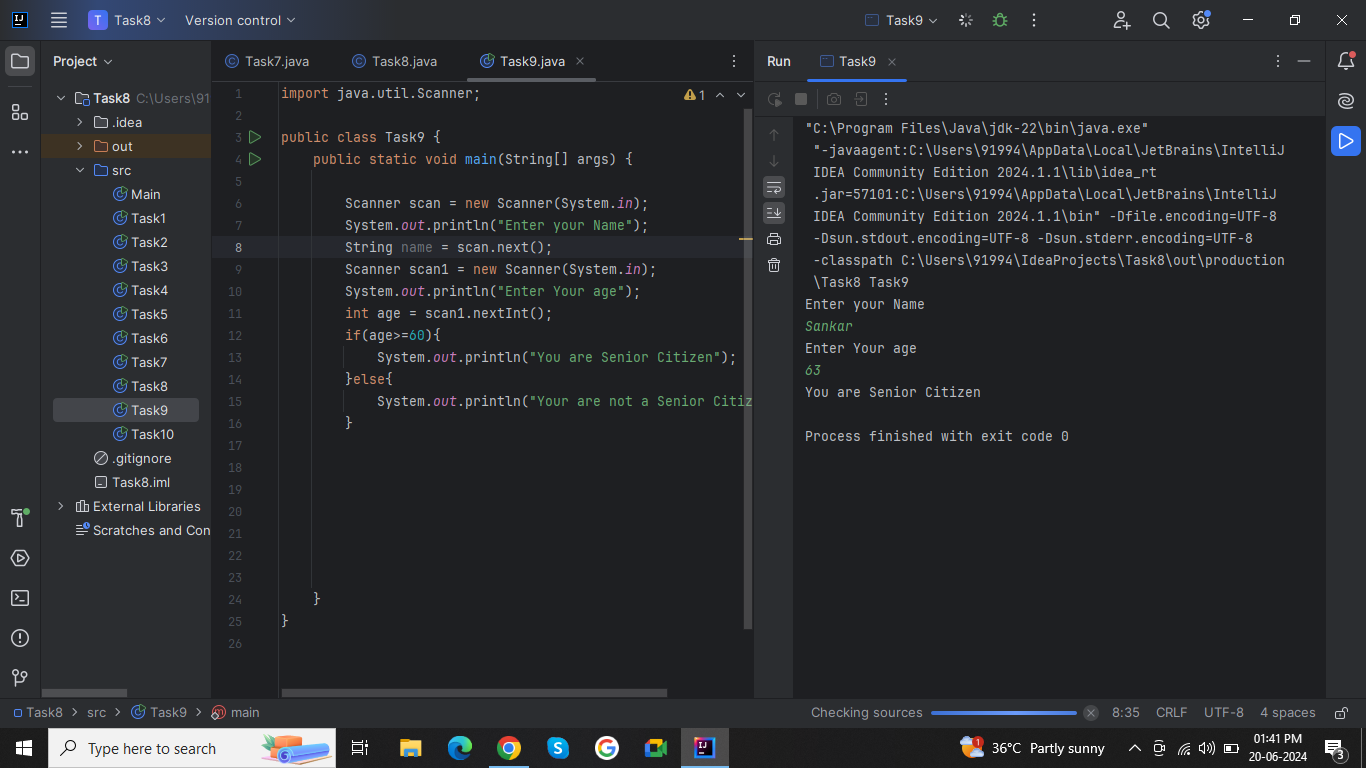 Task8
Version control
Task9
Project
Task7.java
Task8.java
Task9.java
Run
Task9
Task8 C:\Users\91
.idea
out
src
Main
Task1
Task2
Task3
Task4
Task5
Task6
Task7
Task8
Task9
Task10
.gitignore
Task8.iml
External Libraries
Scratches and Con
1 import java.util.Scanner;
1
2
3 public class Task9 {
4 public static void main(String[] args) {
5
6 Scanner scan = new Scanner(System.in);
7 System.out.println("Enter your Name");
8 String name = scan.next();
9 Scanner scan1 = new Scanner(System.in);
10 System.out.println("Enter Your age");
11 int age = scan1.nextInt();
12 if(age>=60){
13 System.out.println("You are Senior Citizen");
14 }else{
15 System.out.println("Your are not a Senior Citiz
16 }
17
18
19
20
21
22
23
24 }
25 }
26
"C:\Program Files\Java\jdk-22\bin\java.exe"
"-javaagent:C:\Users\91994\AppData\Local\JetBrains\IntelliJ
IDEA Community Edition 2024.1.1\lib\idea_rt
.jar=57101:C:\Users\91994\AppData\Local\JetBrains\IntelliJ
IDEA Community Edition 2024.1.1\bin" -Dfile.encoding=UTF-8
-Dsun.stdout.encoding=UTF-8 -Dsun.stderr.encoding=UTF-8
-classpath C:\Users\91994\IdeaProjects\Task8\out\production
\Task8 Task9
Enter your Name
Sankar
Enter Your age
63
You are Senior Citizen
Process finished with exit code 0
Task8 > src > Task9 > main
Checking sources
8:35
CRLF
UTF-8
4 spaces
Type here to search
36°C Partly sunny
01:41 PM
20-06-2024
3